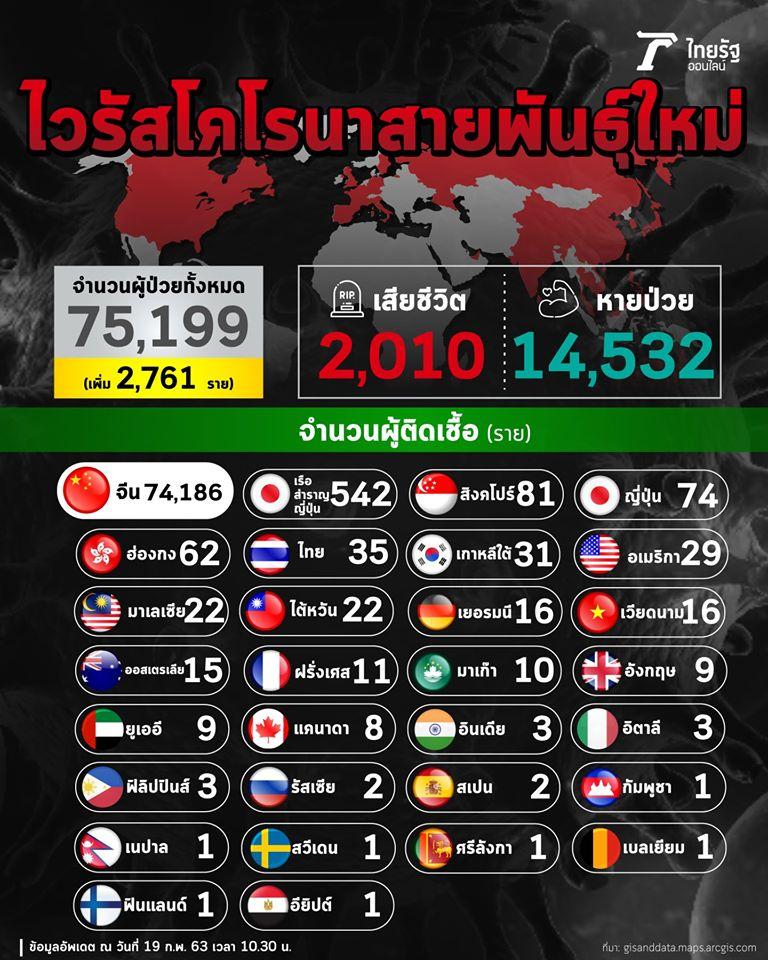 ไทยรัฐ
ออนไลน์
ไวรัสโคโรนาสายพันธุ์ใหม่
จำนวนผู้ป่วยทั้งหมด
75,199
(เพิ่ม 2,761 ราย)
RIP
เสียชีวิต
2,010
หายป่วย
14,532
จำนวนผู้ติดเชื้อ (ราย)
จีน 74,186
เรือ
สำราญ
ญี่ปุ่น
542
สิงคโปร์ 81
ญี่ปุ่น 74
ฮ่องกง 62
ไทย 35
เกาหลีใต้ 31
อเมริกา 29
มาเลเซีย 22
ไต้หวัน 22
เยอรมนี 16
เวียดนาม 16
ออสเตรเลีย 15
ฝรั่งเศส 11
มาเก๊า 10
อังกฤษ 9
ยูเออี 9
แคนาดา 8
อินเดีย 3
อิตาลี 3
ฟิลิปปินส์ 3
รัสเซีย 2
สเปน 2
กัมพูชา 1
เนปาล 1
สวีเดน 1
ศรีลังกา 1
เบลเยียม 1
ฟินแลนด์ 1
อียิปต์ 1
ข้อมูลอัพเดต ณ วันที่ 19 ก.พ. 63 เวลา 10.30 น.
ที่มา: gisanddata.maps.arcgis.com